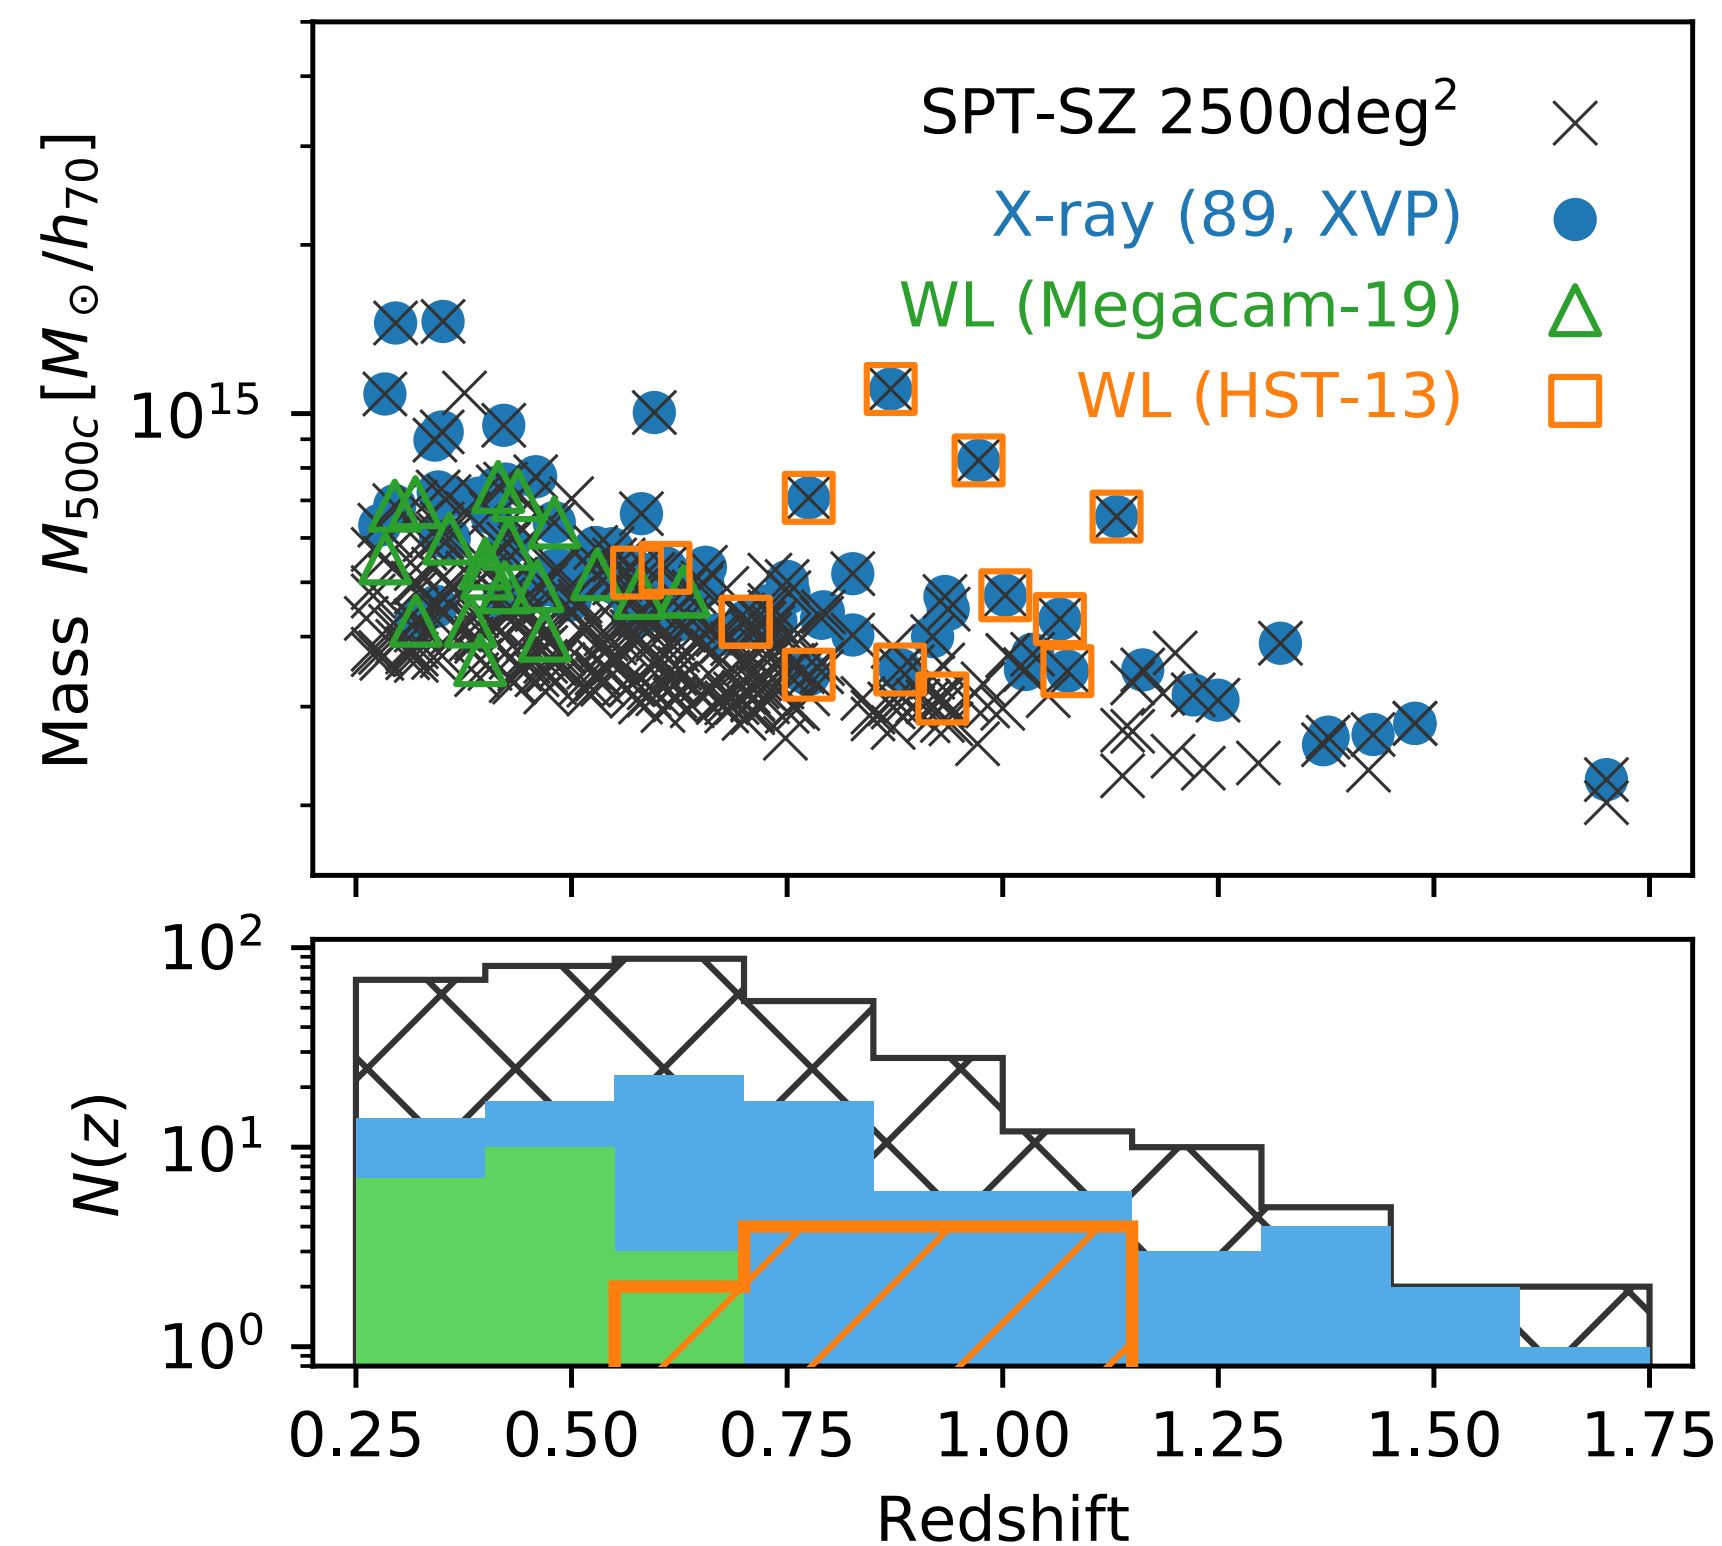 SPT-SZ 2500deg²
X-ray (89, XVP)
WL (Megacam-19)
WL (HST-13)
Mass M₅₀₀c [M⊙/h₇₀]
10¹⁵
N(z)
10²
10¹
10⁰
0.25 0.50 0.75 1.00 1.25 1.50 1.75
Redshift